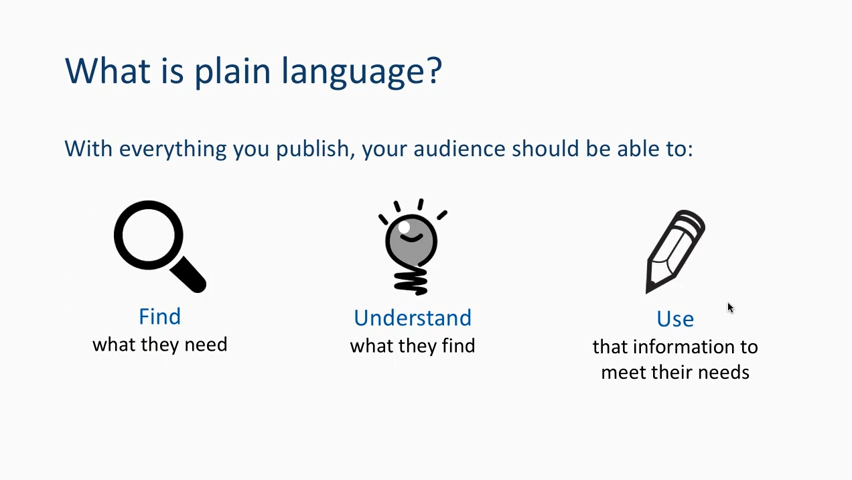 What is plain language?
With everything you publish, your audience should be able to:
Find
what they need
Understand
what they find
Use
that information to
meet their needs